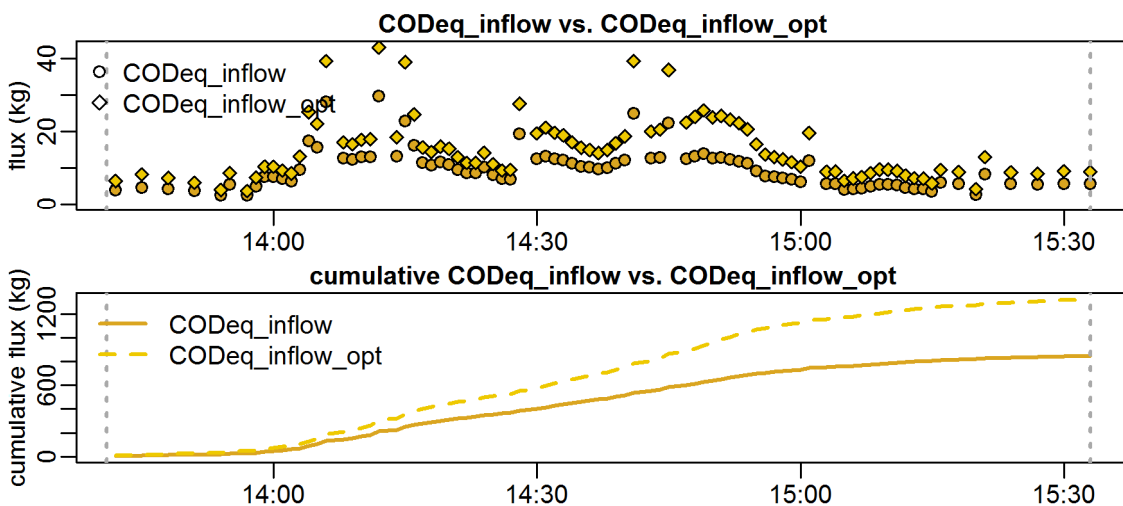 CODeq_inflow vs. CODeq_inflow_opt
flux (kg)
40
20
0
CODeq_inflow
CODeq_inflow_opt
14:00 14:30 15:00 15:30
cumulative CODeq_inflow vs. CODeq_inflow_opt
cumulative flux (kg)
1200
600
0
CODeq_inflow
CODeq_inflow_opt
14:00 14:30 15:00 15:30